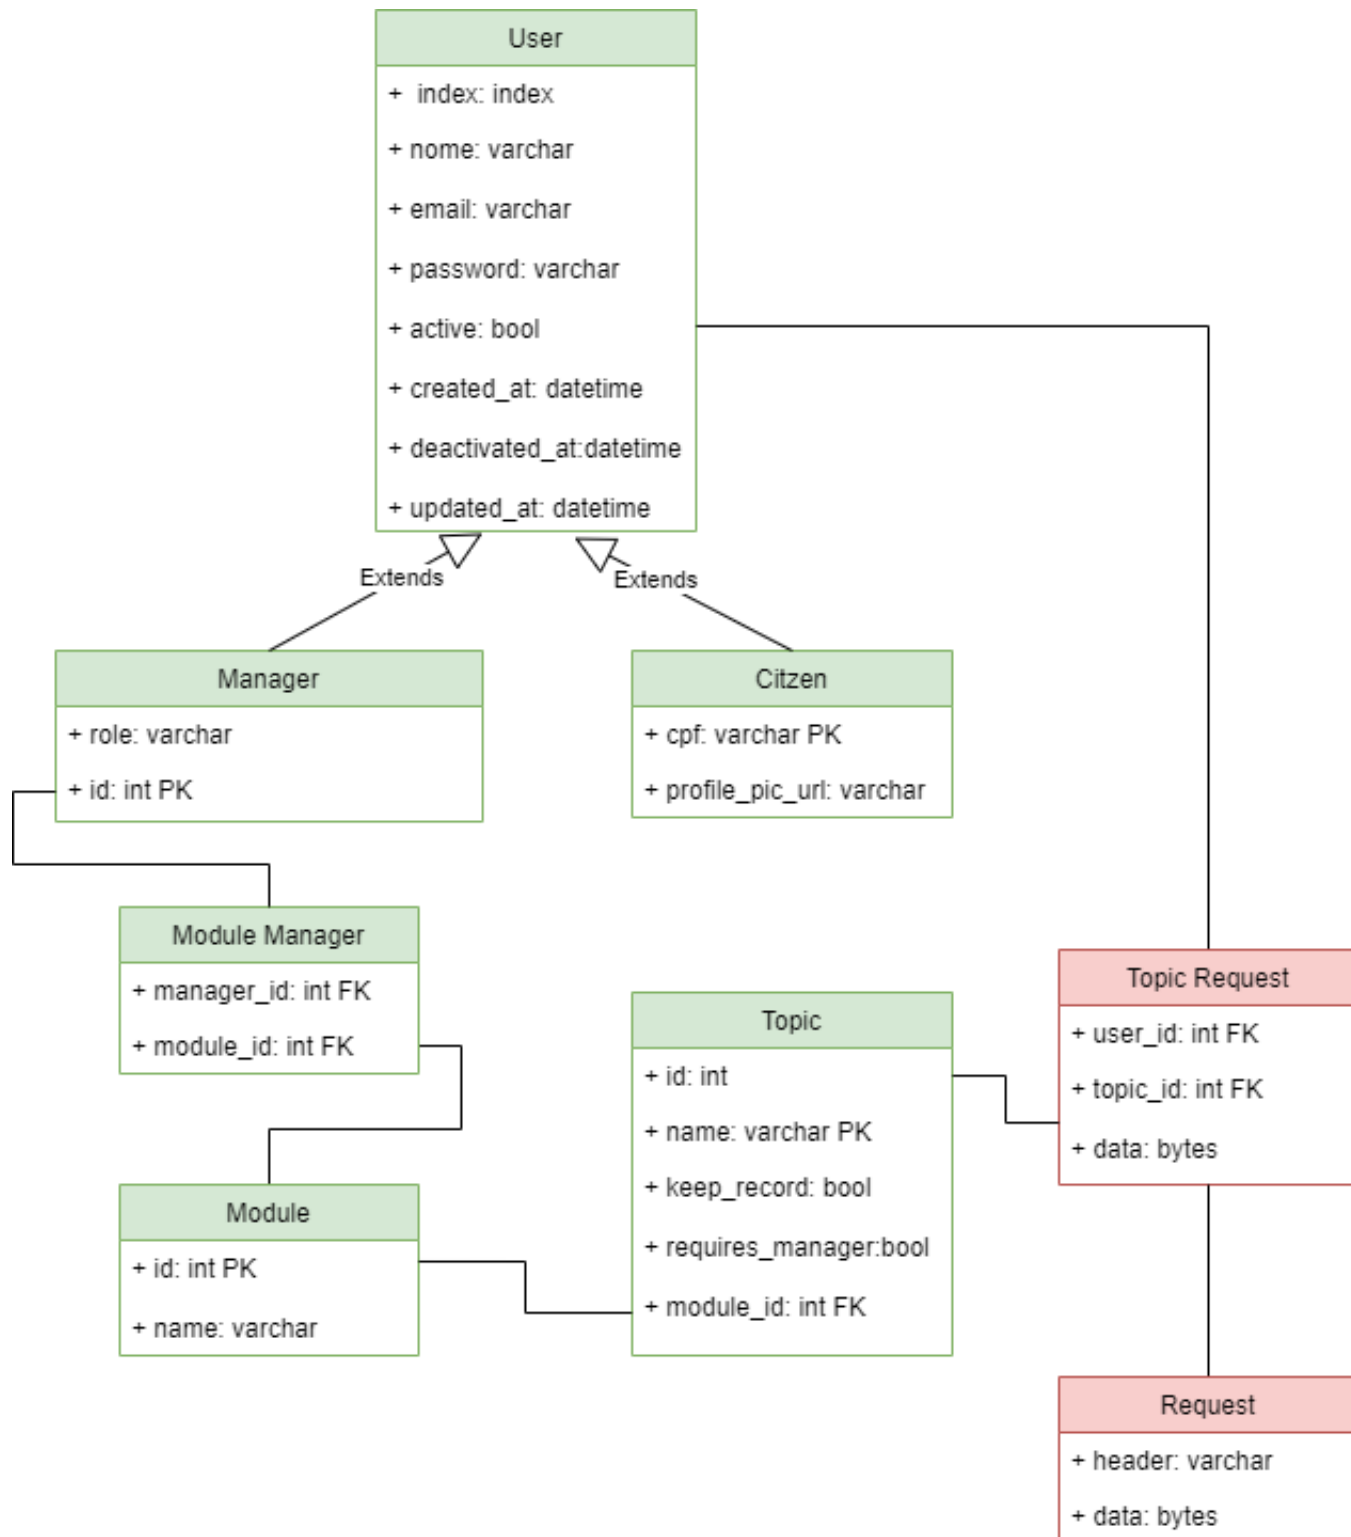 User
+ index: index
+ nome: varchar
+ email: varchar
+ password: varchar
+ active: bool
+ created_at: datetime
+ deactivated_at:datetime
+ updated_at: datetime
Extends
Extends
Manager
+ role: varchar
+ id: int PK
Citzen
+ cpf: varchar PK
+ profile_pic_url: varchar
Module Manager
+ manager_id: int FK
+ module_id: int FK
Topic
+ id: int
+ name: varchar PK
+ keep_record: bool
+ requires_manager:bool
+ module_id: int FK
Topic Request
+ user_id: int FK
+ topic_id: int FK
+ data: bytes
Module
+ id: int PK
+ name: varchar
Request
+ header: varchar
+ data: bytes